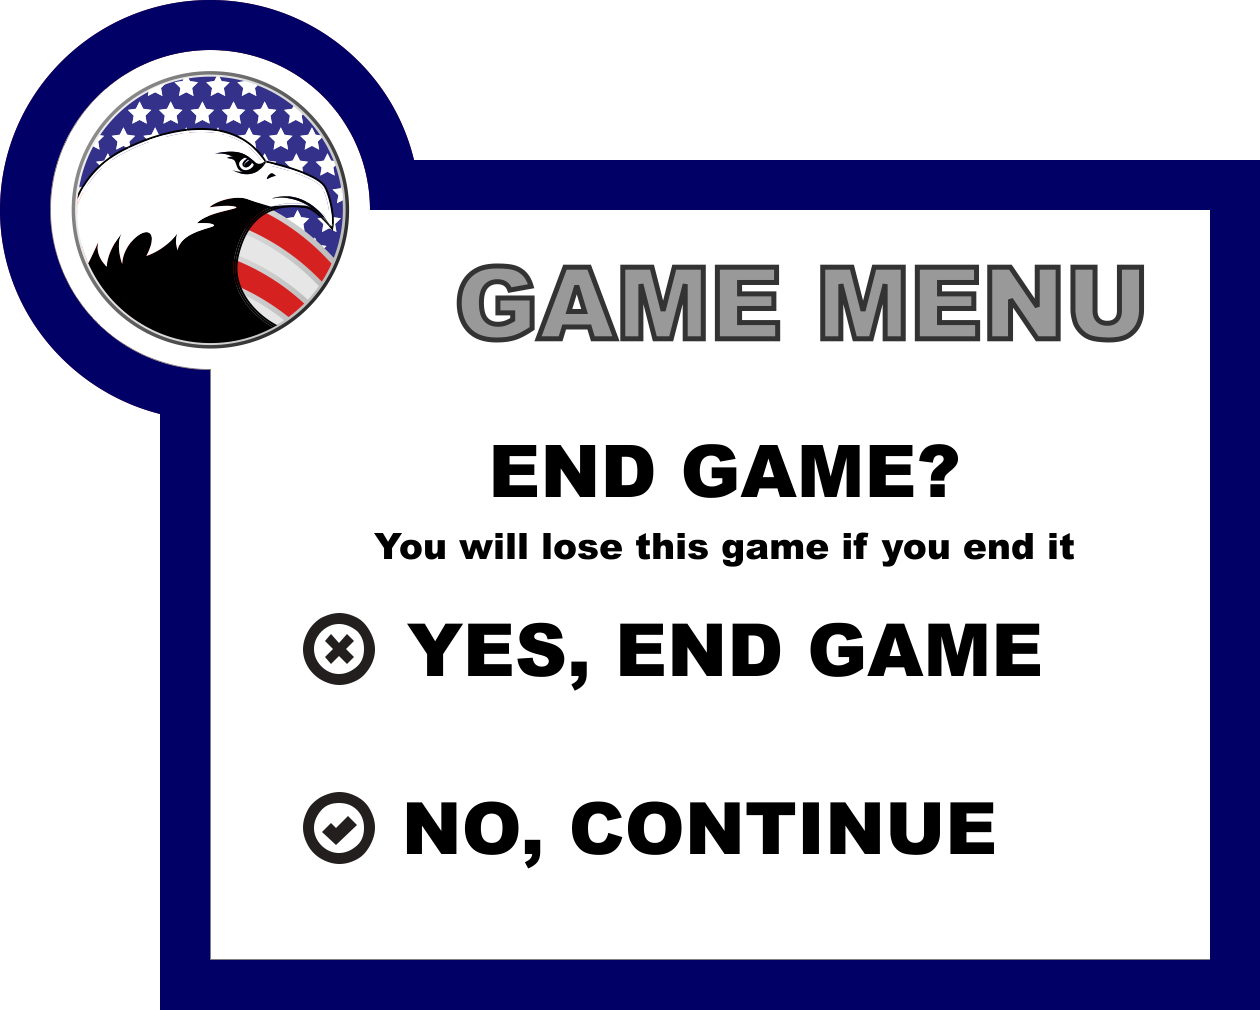 GAME MENU
END GAME?
You will lose this game if you end it
YES, END GAME
NO, CONTINUE